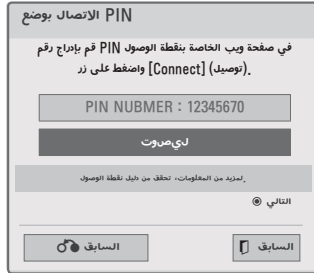 الاتصال بوضع PIN
في صفحة ويب الخاصة بنقطة الوصول PIN قم بإدراج رقم
.(توصيل) [Connect] واضغط على زر
PIN NUBMER : 12345670
ليصوت
.لمزيد من المعلومات، تحقق من دليل نقطة الوصول
التالي
السابق
السابق